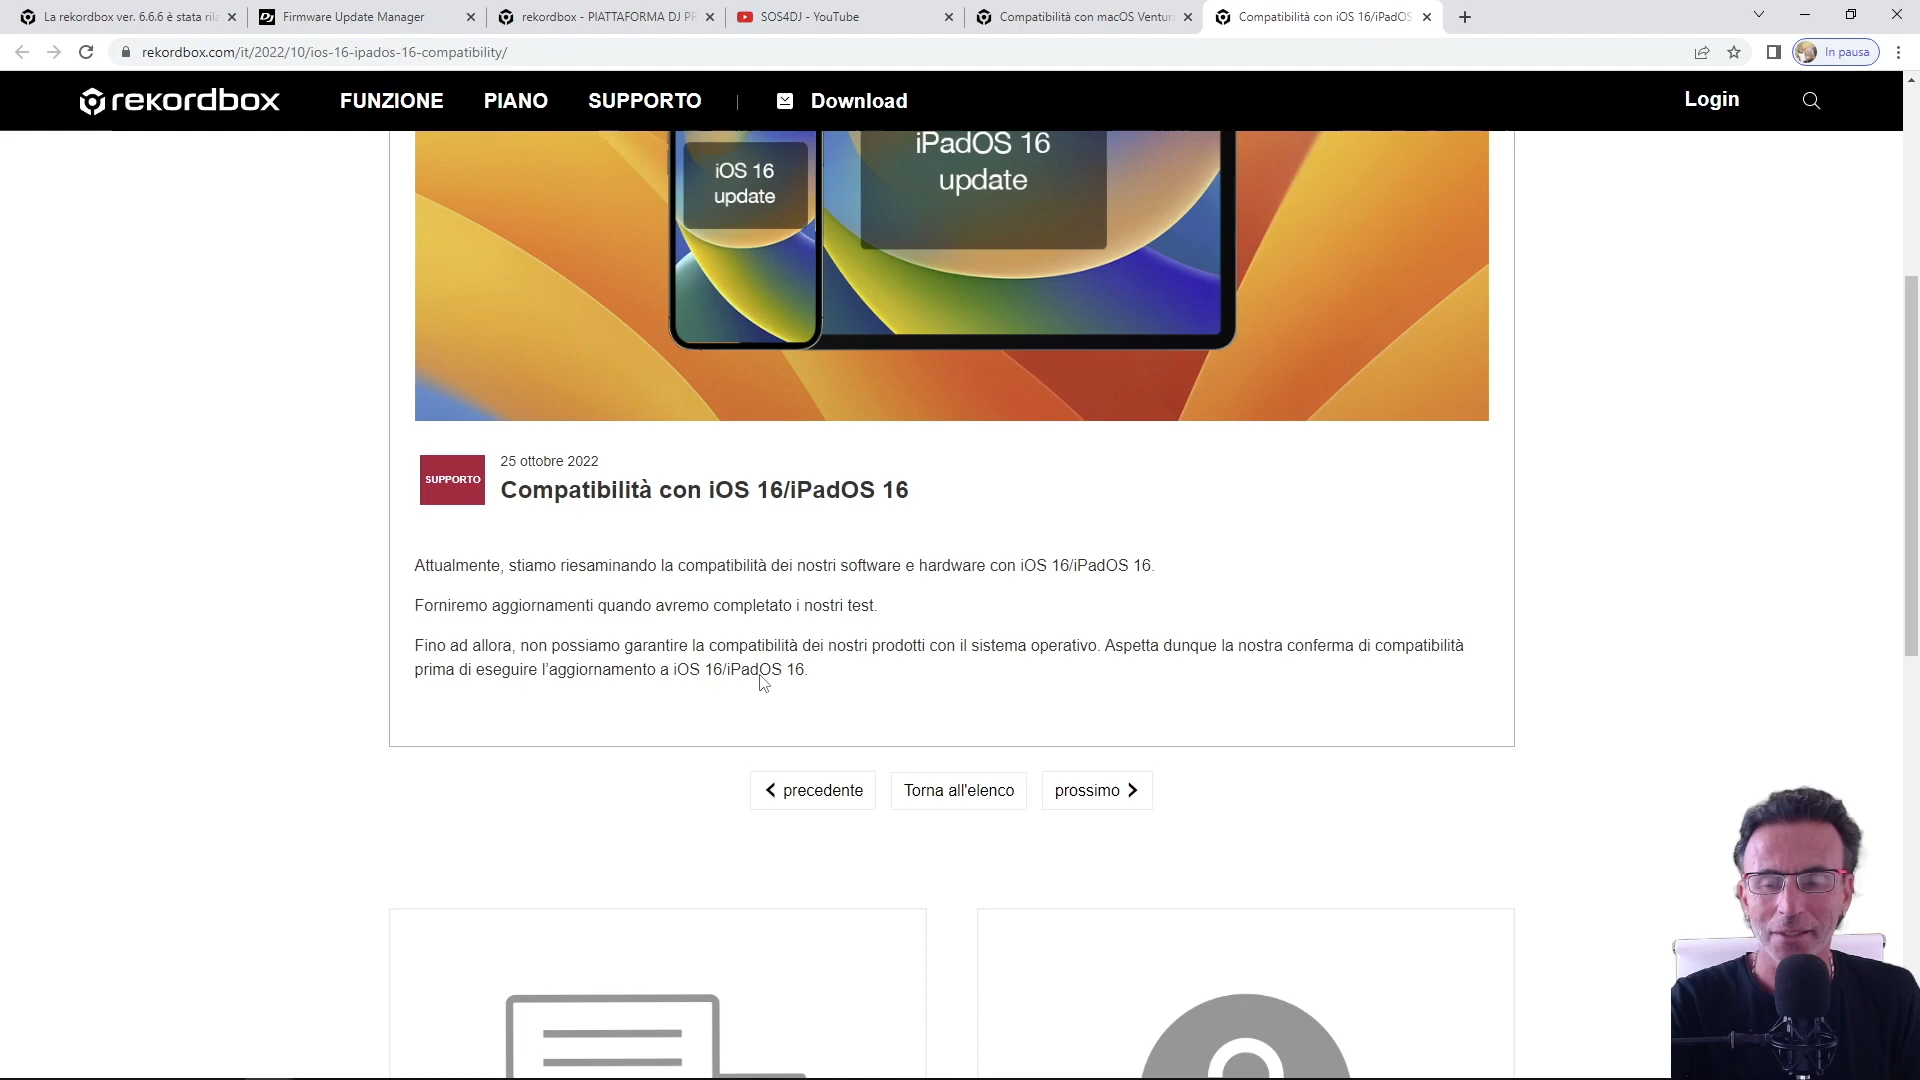 La rekordbox ver. 6.6.6 è stata rila
Firmware Update Manager
rekordbox - PIATTAFORMA DJ PR
SOS4DJ - YouTube
Compatibilità con macOS Ventur
Compatibilità con iOS 16/iPadOS
rekordbox.com/it/2022/10/ios-16-ipados-16-compatibility/
In pausa
rekordbox
FUNZIONE
PIANO
SUPPORTO
Download
Login
iOS 16
update
iPadOS 16
update
SUPPORTO
25 ottobre 2022
Compatibilità con iOS 16/iPadOS 16
Attualmente, stiamo riesaminando la compatibilità dei nostri software e hardware con iOS 16/iPadOS 16.
Forniremo aggiornamenti quando avremo completato i nostri test.
Fino ad allora, non possiamo garantire la compatibilità dei nostri prodotti con il sistema operativo. Aspetta dunque la nostra conferma di compatibilità
prima di eseguire l'aggiornamento a iOS 16/iPadOS 16.
precedente
Torna all'elenco
prossimo